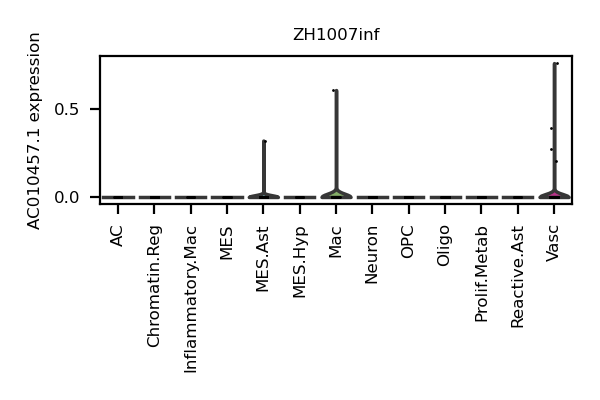 ZH1007inf
AC010457.1 expression
0.5
0.0
AC
Chromatin.Reg
Inflammatory.Mac
MES
MES.Ast
MES.Hyp
Mac
Neuron
OPC
Oligo
Prolif.Metab
Reactive.Ast
Vasc